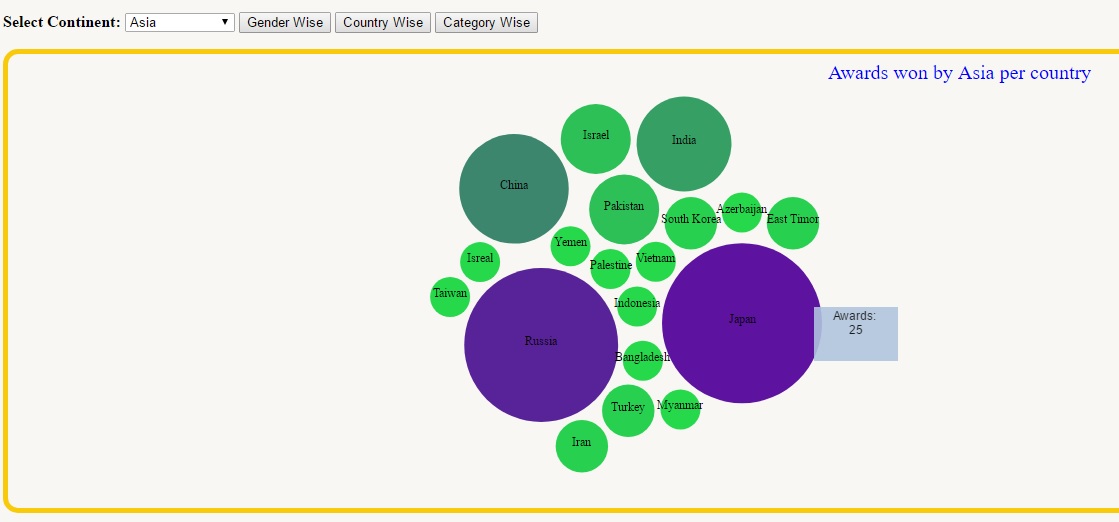 Select Continent: Asia Gender Wise Country Wise Category Wise
Awards won by Asia per country
Israel
India
China
Pakistan
South Korea
Azerbaijan
East Timor
Yemen
Isreal
Palestine
Vietnam
Taiwan
Indonesia
Japan
Awards:
25
Russia
Bangladesh
Turkey
Myanmar
Iran